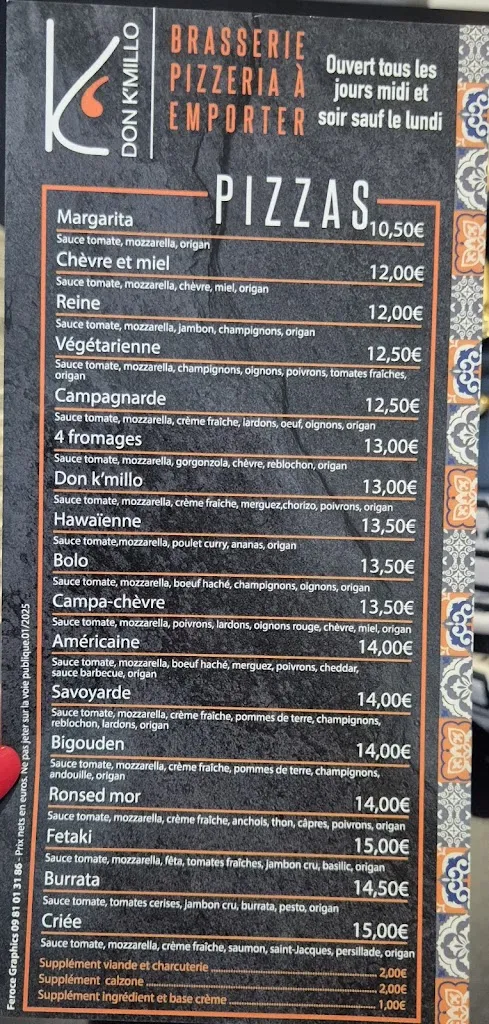 K
DON K'MILLO
BRASSERIE
PIZZERIA À
EMPORTER
Ouvert tous les
jours midi et
soir sauf le lundi
PIZZAS
Margarita 10,50€
Sauce tomate, mozzarella, origan
Chèvre et miel 12,00€
Sauce tomate, mozzarella, chèvre, miel, origan
Reine 12,00€
Sauce tomate, mozzarella, jambon, champignons, origan
Végétarienne 12,50€
Sauce tomate, mozzarella, champignons, oignons, poivrons, tomates fraîches,
origan
Campagnarde 12,50€
Sauce tomate, mozzarella, crême fraîche, lardons, oeuf, oignons, origan
4 fromages 13,00€
Sauce tomate, mozzarella, gorgonzola, chèvre, reblochon, origan
Don k'millo 13,00€
Sauce tomate, mozzarella, crème fraîche, merguez,chorizo, poivrons, origan
Hawaïenne 13,50€
Sauce tomate,mozzarella, poulet curry, ananas, origan
Bolo 13,50€
Sauce tomate, mozzarella, boeuf haché, champignons, oignons, origan
Campa-chèvre 13,50€
Sauce tomate, mozzarella, poivrons, lardons, oignons rouge, chèvre, miel, origan
Américaine 14,00€
Sauce tomate, mozzarella, boeuf haché, merguez, poivrons, cheddar,
sauce barbecue, origan
Savoyarde 14,00€
Sauce tomate, mozzarella, crème fraîche, pommes de terre, champignons,
reblochon, lardons, origan
Bigouden 14,00€
Sauce tomate, mozzarella, crème fraîche, pommes de terre, champignons,
andouille, origan
Ronsed mor 14,00€
Sauce tomate, mozzarella, crème fraîche, anchois, thon, câpres, poivrons, origan
Fetaki 15,00€
Sauce tomate, mozzarella, fêta, tomates fraîches, jambon cru, basilic, origan
Burrata 14,50€
Sauce tomate, tomates cerises, jambon cru, burrata, pesto, origan
Criée 15,00€
Sauce tomate, mozzarella, crème fraîche, saumon, saint-Jacques, persillade, origan
Supplément viande et charcuterie 2,00€
Supplément calzone 2,00€
Supplément ingrédient et base crème 1,00€
Feroce Graphics 09 81 01 31 86 - Prix nets en euros. Ne pas jeter sur la voie publique.01/2025